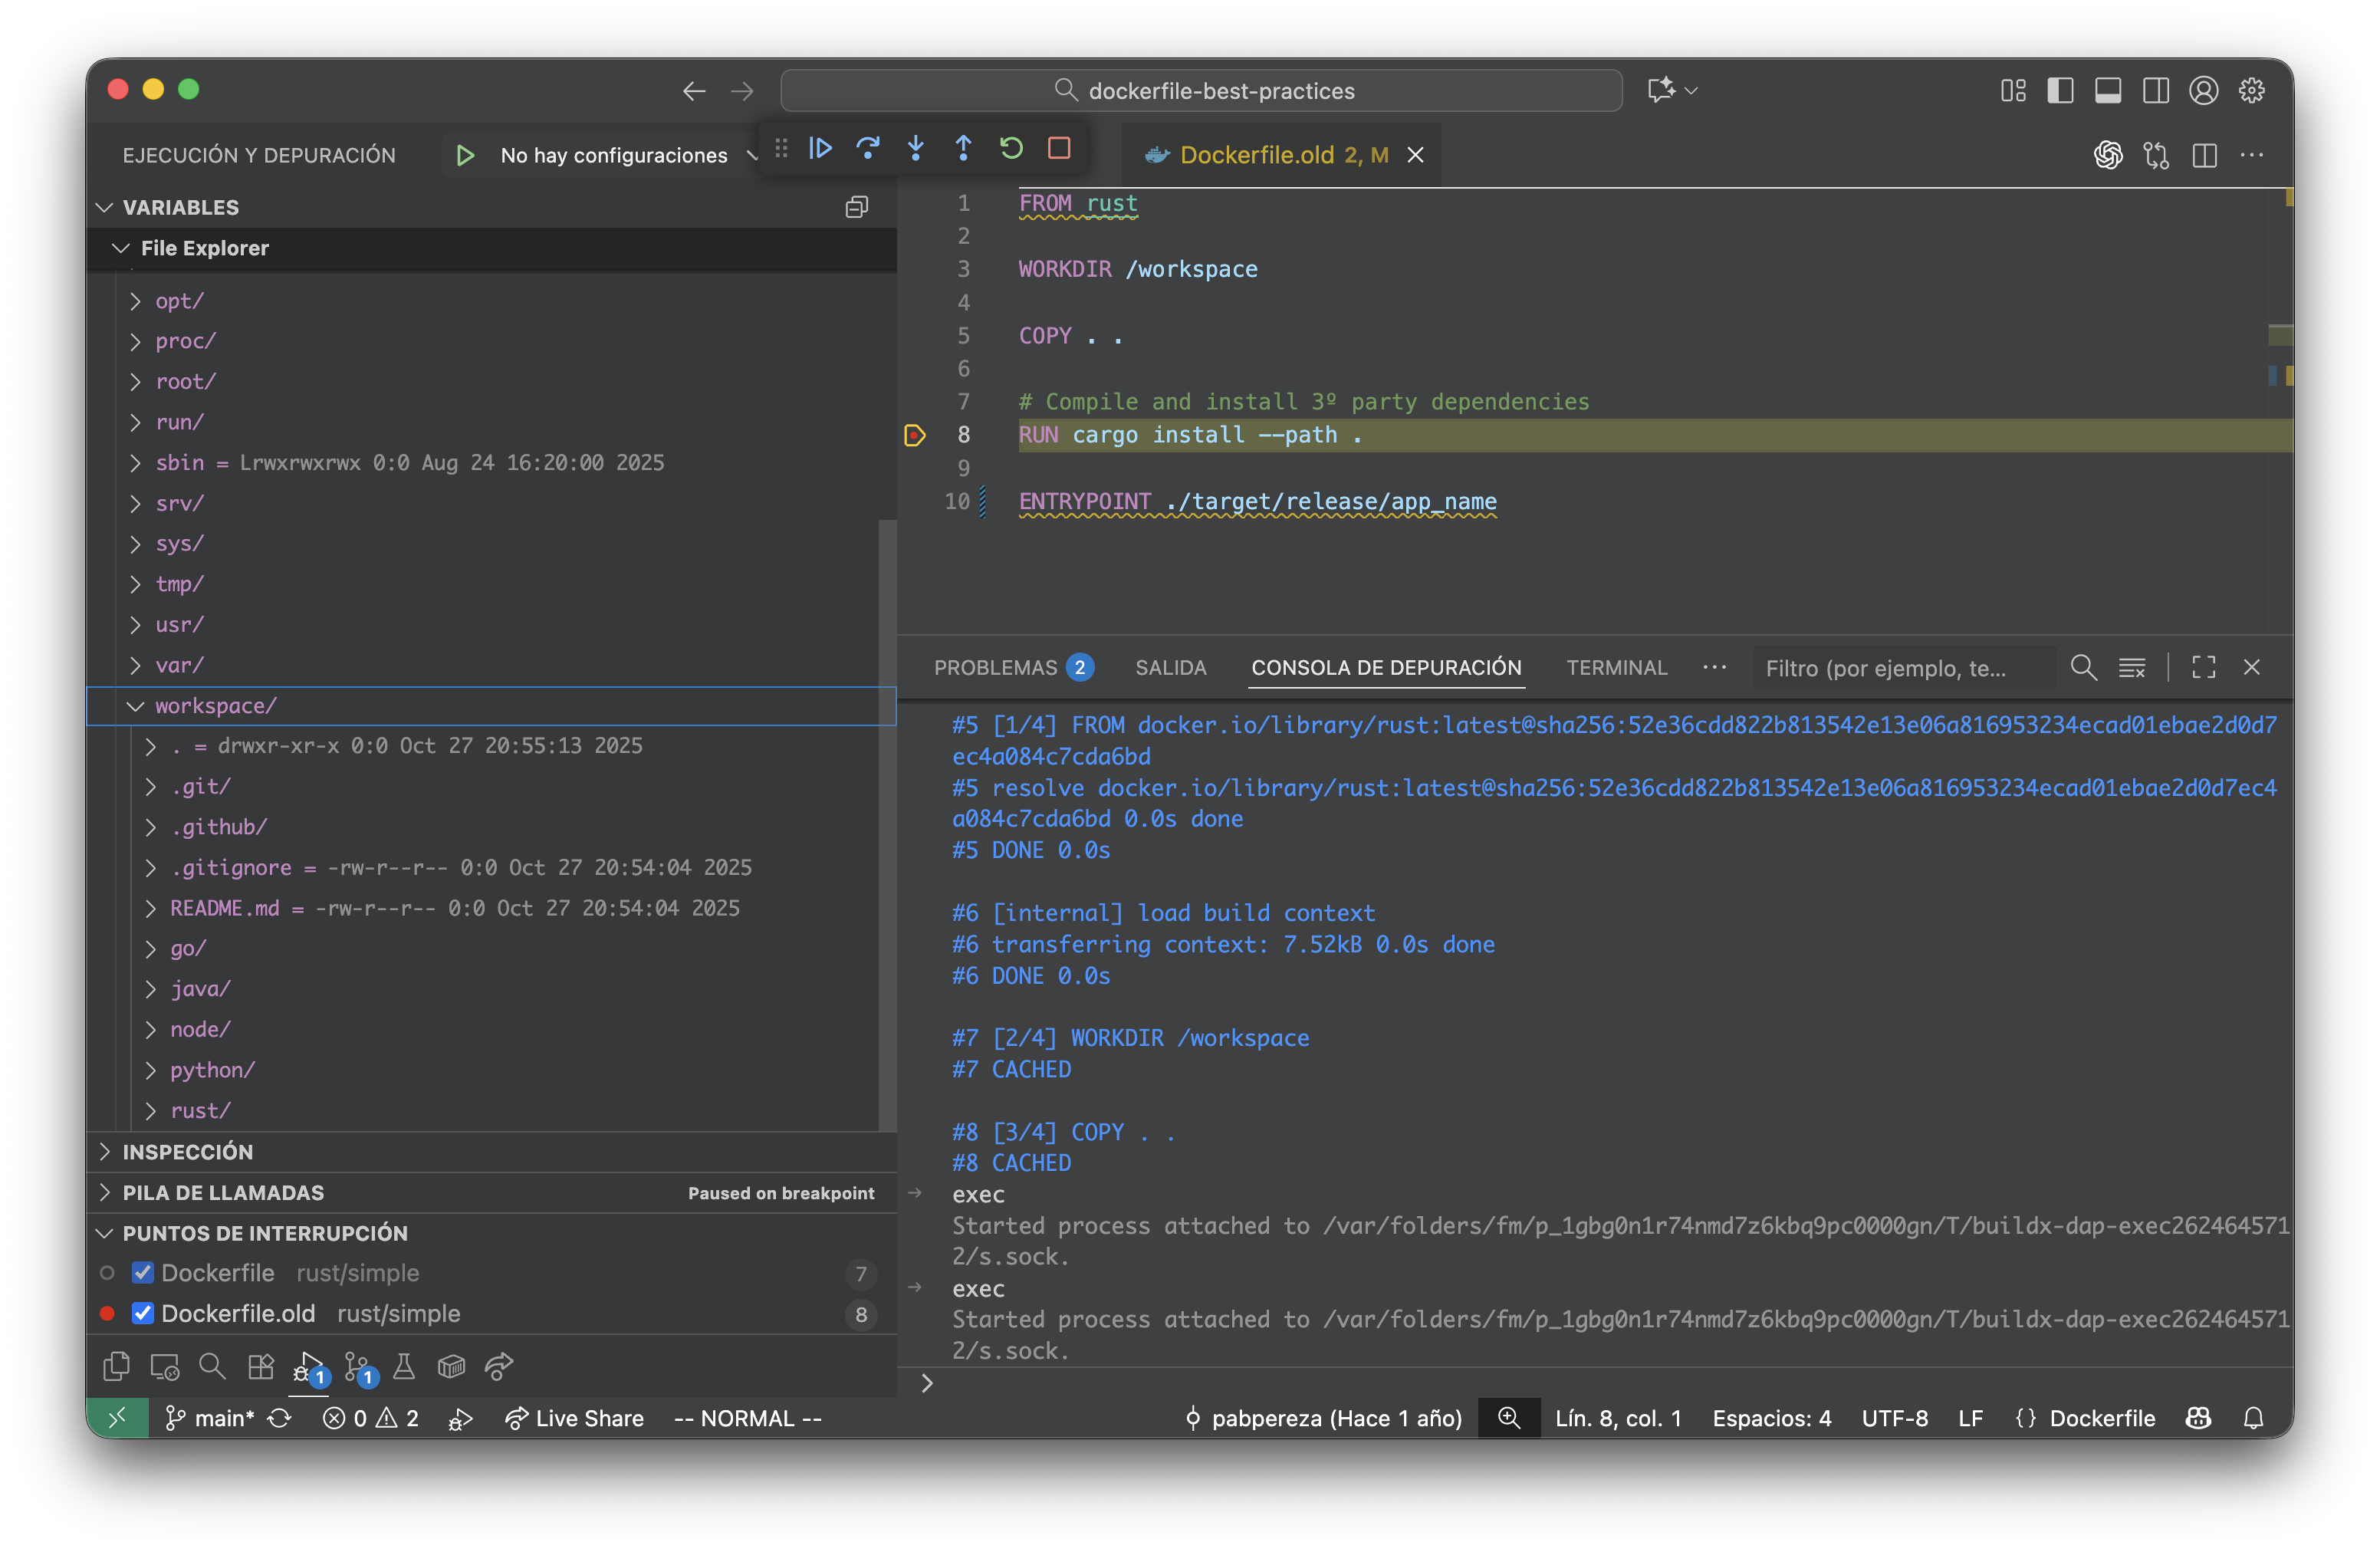 dockerfile-best-practices
EJECUCIÓN Y DEPURACIÓN
No hay configuraciones
VARIABLES
File Explorer
opt/
proc/
root/
run/
sbin = Lrwxrwxrwx 0:0 Aug 24 16:20:00 2025
srv/
sys/
tmp/
usr/
var/
workspace/
. = drwxr-xr-x 0:0 Oct 27 20:55:13 2025
.git/
.github/
.gitignore = -rw-r--r-- 0:0 Oct 27 20:54:04 2025
README.md = -rw-r--r-- 0:0 Oct 27 20:54:04 2025
go/
java/
node/
python/
rust/
INSPECCIÓN
PILA DE LLAMADAS Paused on breakpoint
PUNTOS DE INTERRUPCIÓN
Dockerfile rust/simple 7
Dockerfile.old rust/simple 8
1 1
Dockerfile.old 2, M
1 FROM rust
2
3 WORKDIR /workspace
4
5 COPY . .
6
7 # Compile and install 3º party dependencies
8 RUN cargo install --path .
9
10 ENTRYPOINT ./target/release/app_name
PROBLEMAS 2 SALIDA CONSOLA DE DEPURACIÓN TERMINAL ··· Filtro (por ejemplo, te...
#5 [1/4] FROM docker.io/library/rust:latest@sha256:52e36cdd822b813542e13e06a816953234ecad01ebae2d0d7
ec4a084c7cda6bd
#5 resolve docker.io/library/rust:latest@sha256:52e36cdd822b813542e13e06a816953234ecad01ebae2d0d7ec4
a084c7cda6bd 0.0s done
#5 DONE 0.0s
#6 [internal] load build context
#6 transferring context: 7.52kB 0.0s done
#6 DONE 0.0s
#7 [2/4] WORKDIR /workspace
#7 CACHED
#8 [3/4] COPY . .
#8 CACHED
exec
Started process attached to /var/folders/fm/p_1gbg0n1r74nmd7z6kbq9pc0000gn/T/buildx-dap-exec262464571
2/s.sock.
exec
Started process attached to /var/folders/fm/p_1gbg0n1r74nmd7z6kbq9pc0000gn/T/buildx-dap-exec262464571
2/s.sock.
main* 0 2 Live Share -- NORMAL -- pabpereza (Hace 1 año) Lín. 8, col. 1 Espacios: 4 UTF-8 LF {} Dockerfile